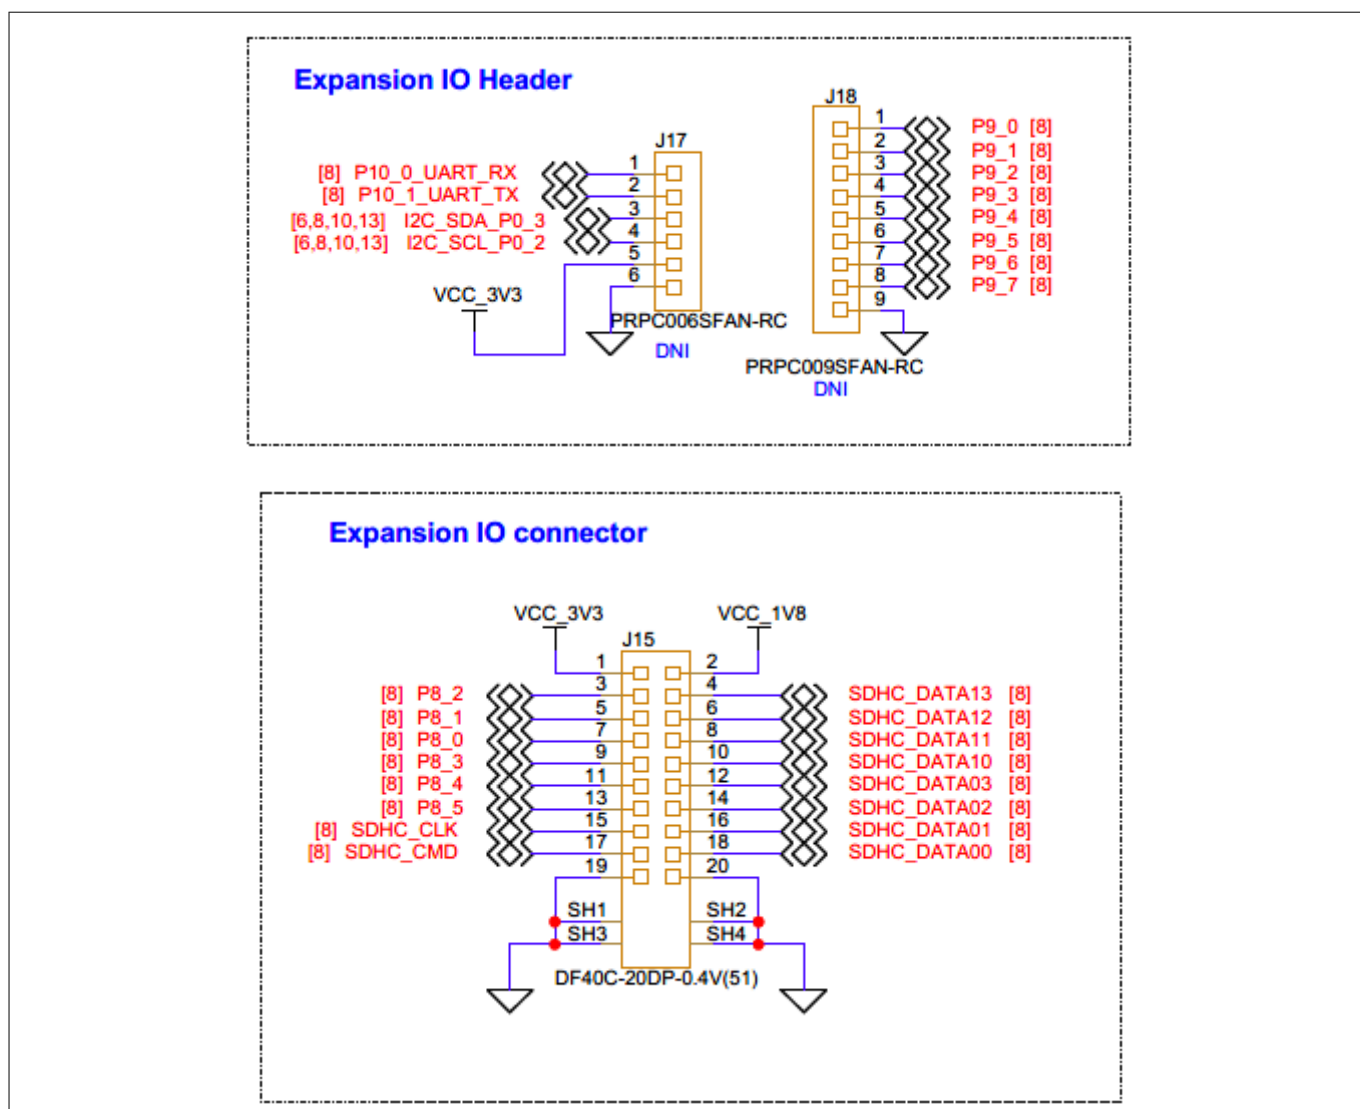 Expansion IO Header
J17
[8] P10_0_UART_RX 1
[8] P10_1_UART_TX 2
[6,8,10,13] I2C_SDA_P0_3 3
[6,8,10,13] I2C_SCL_P0_2 4
5
6
VCC_3V3
PRPC006SFAN-RC
DNI
J18
1 P9_0 [8]
2 P9_1 [8]
3 P9_2 [8]
4 P9_3 [8]
5 P9_4 [8]
6 P9_5 [8]
7 P9_6 [8]
8 P9_7 [8]
9
PRPC009SFAN-RC
DNI
Expansion IO connector
VCC_3V3 VCC_1V8
J15
1 2
[8] P8_2 3 4 SDHC_DATA13 [8]
[8] P8_1 5 6 SDHC_DATA12 [8]
[8] P8_0 7 8 SDHC_DATA11 [8]
[8] P8_3 9 10 SDHC_DATA10 [8]
[8] P8_4 11 12 SDHC_DATA03 [8]
[8] P8_5 13 14 SDHC_DATA02 [8]
[8] SDHC_CLK 15 16 SDHC_DATA01 [8]
[8] SDHC_CMD 17 18 SDHC_DATA00 [8]
19 20
SH1 SH2
SH3 SH4
DF40C-20DP-0.4V(51)